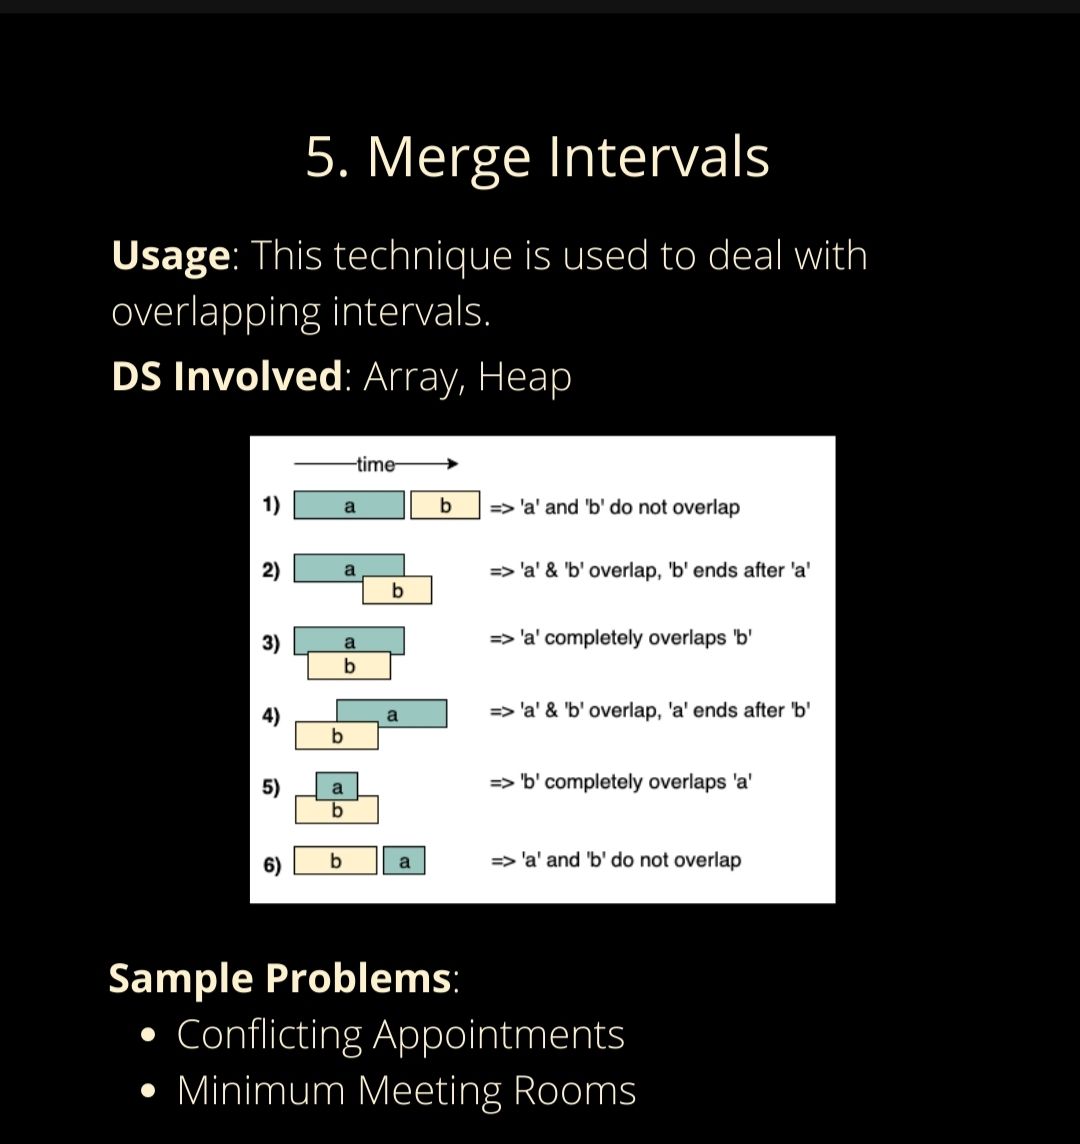 5. Merge Intervals
Usage: This technique is used to deal with
overlapping intervals.
DS Involved: Array, Heap
time
1) a b => 'a' and 'b' do not overlap
2) a => 'a' & 'b' overlap, 'b' ends after 'a'
b
3) a => 'a' completely overlaps 'b'
b
4) a => 'a' & 'b' overlap, 'a' ends after 'b'
b
5) a => 'b' completely overlaps 'a'
b
6) b a => 'a' and 'b' do not overlap
Sample Problems:
• Conflicting Appointments
• Minimum Meeting Rooms